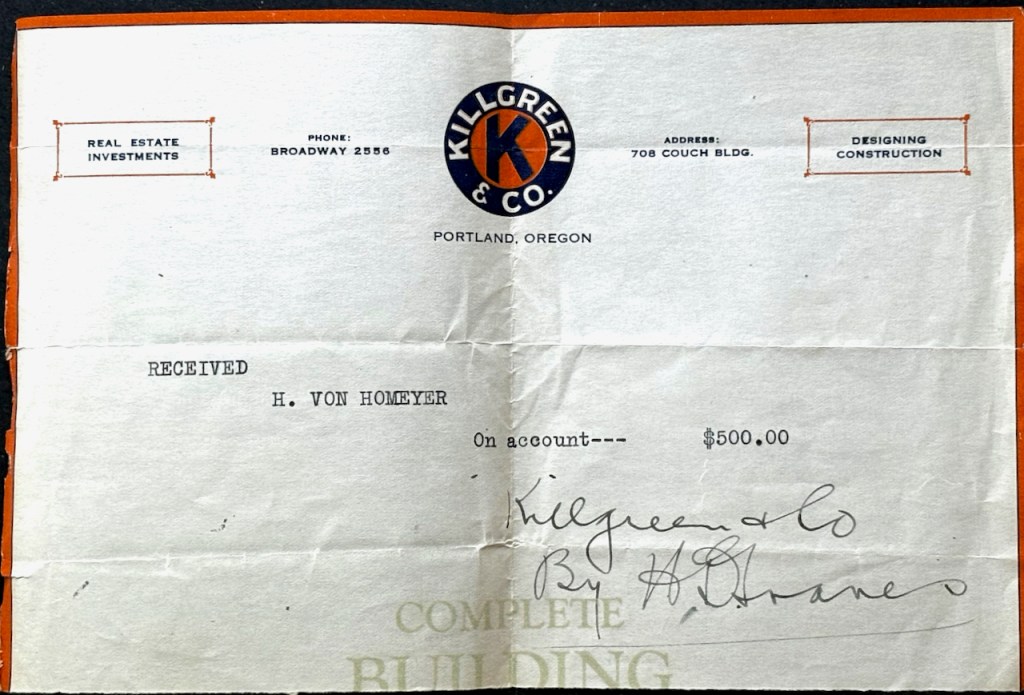 REAL ESTATE
INVESTMENTS
PHONE:
BROADWAY 2556
KILLGREEN
K
& CO.
ADDRESS:
708 COUCH BLDG.
DESIGNING
CONSTRUCTION
PORTLAND, OREGON
RECEIVED
H. VON HOMEYER
On account--- $500.00
Killgreen & Co
By H.
COMPLETE
BUILDING